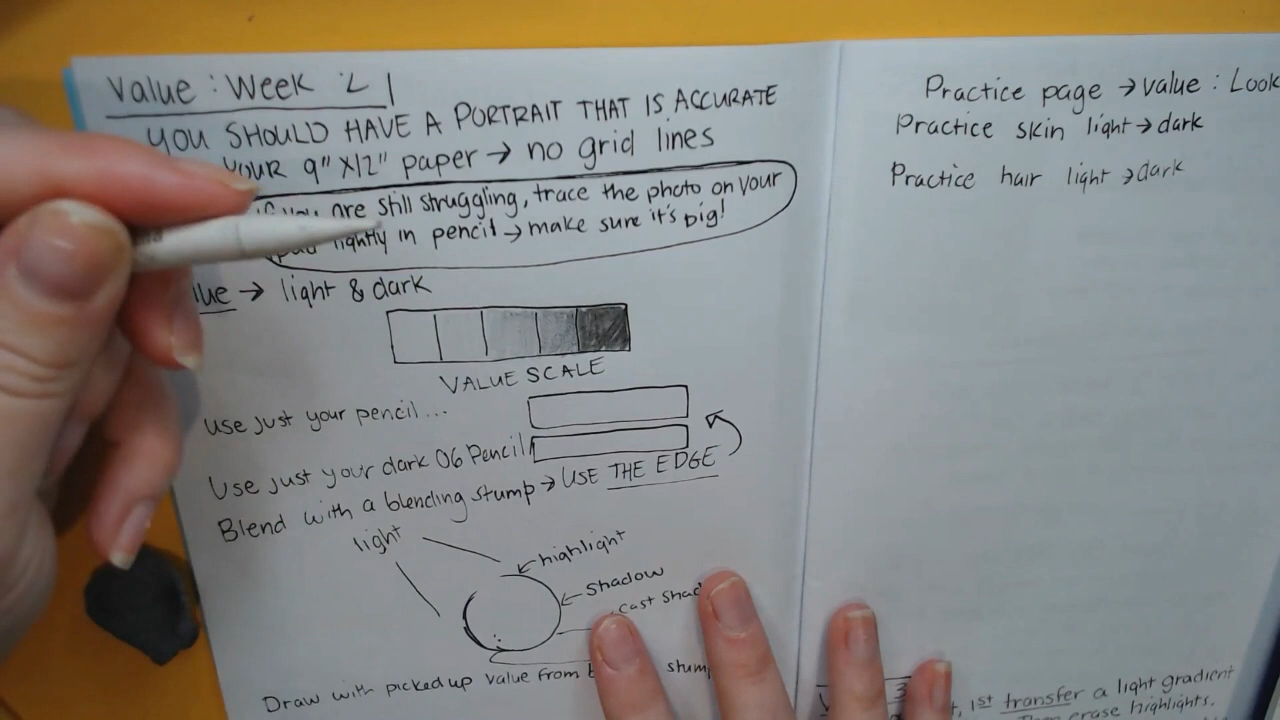 Value : Week
YOU SHOULD HAVE A PORTRAIT THAT IS ACCURATE
YOUR 9" X12" paper → no grid lines
you are still struggling, trace the photo on your
lightly in pencil → make sure it's big!
→ light & dark
VALUE SCALE
Use just your pencil...
Use just your dark 06 Pencil
Blend with a blending stump → USE THE EDGE
light
highlight
Shadow
cast
Draw with picked up value from
Practice page → value : Look
Practice skin light → dark
Practice hair light → dark
1st transfer a light gradient
erase highlights.